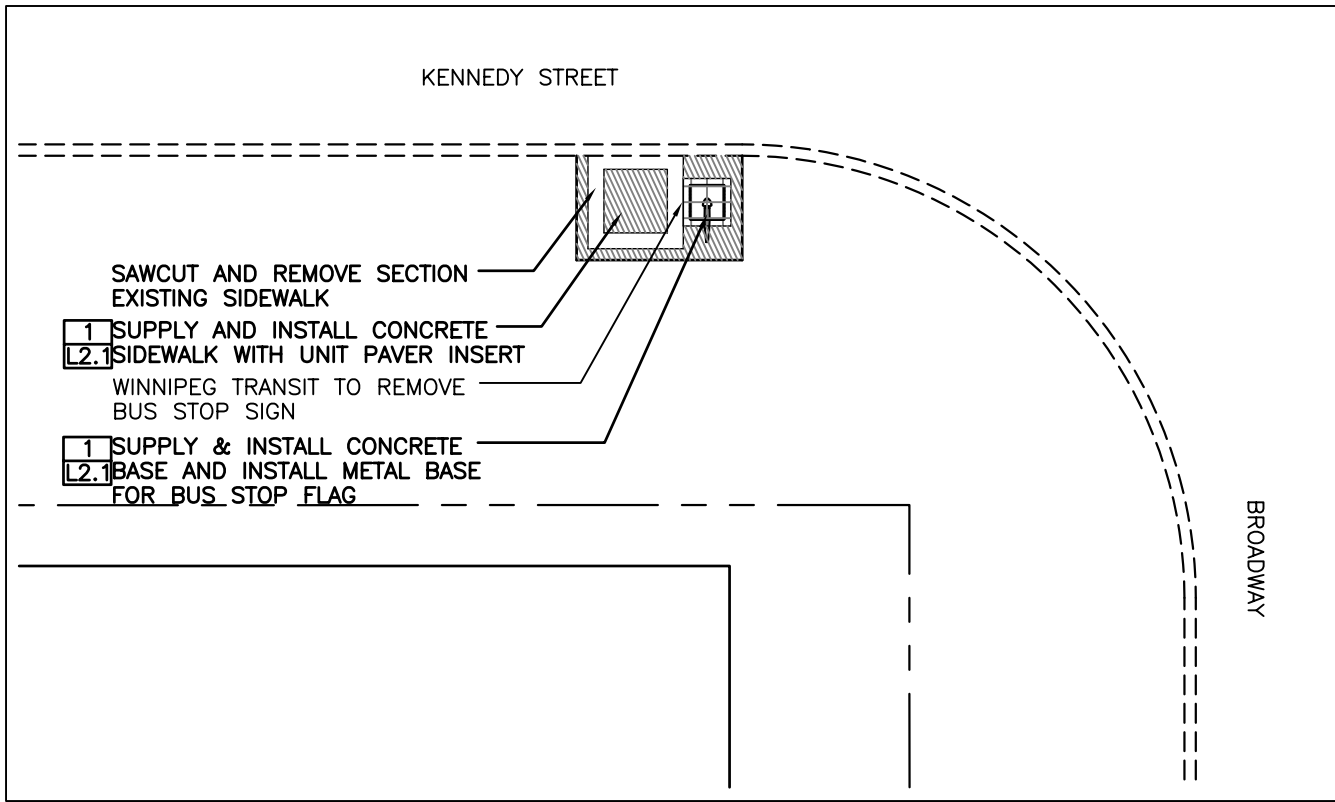 KENNEDY STREET
SAWCUT AND REMOVE SECTION
EXISTING SIDEWALK
1 SUPPLY AND INSTALL CONCRETE
L2.1 SIDEWALK WITH UNIT PAVER INSERT
WINNIPEG TRANSIT TO REMOVE
BUS STOP SIGN
1 SUPPLY & INSTALL CONCRETE
L2.1 BASE AND INSTALL METAL BASE
FOR BUS STOP FLAG
BROADWAY